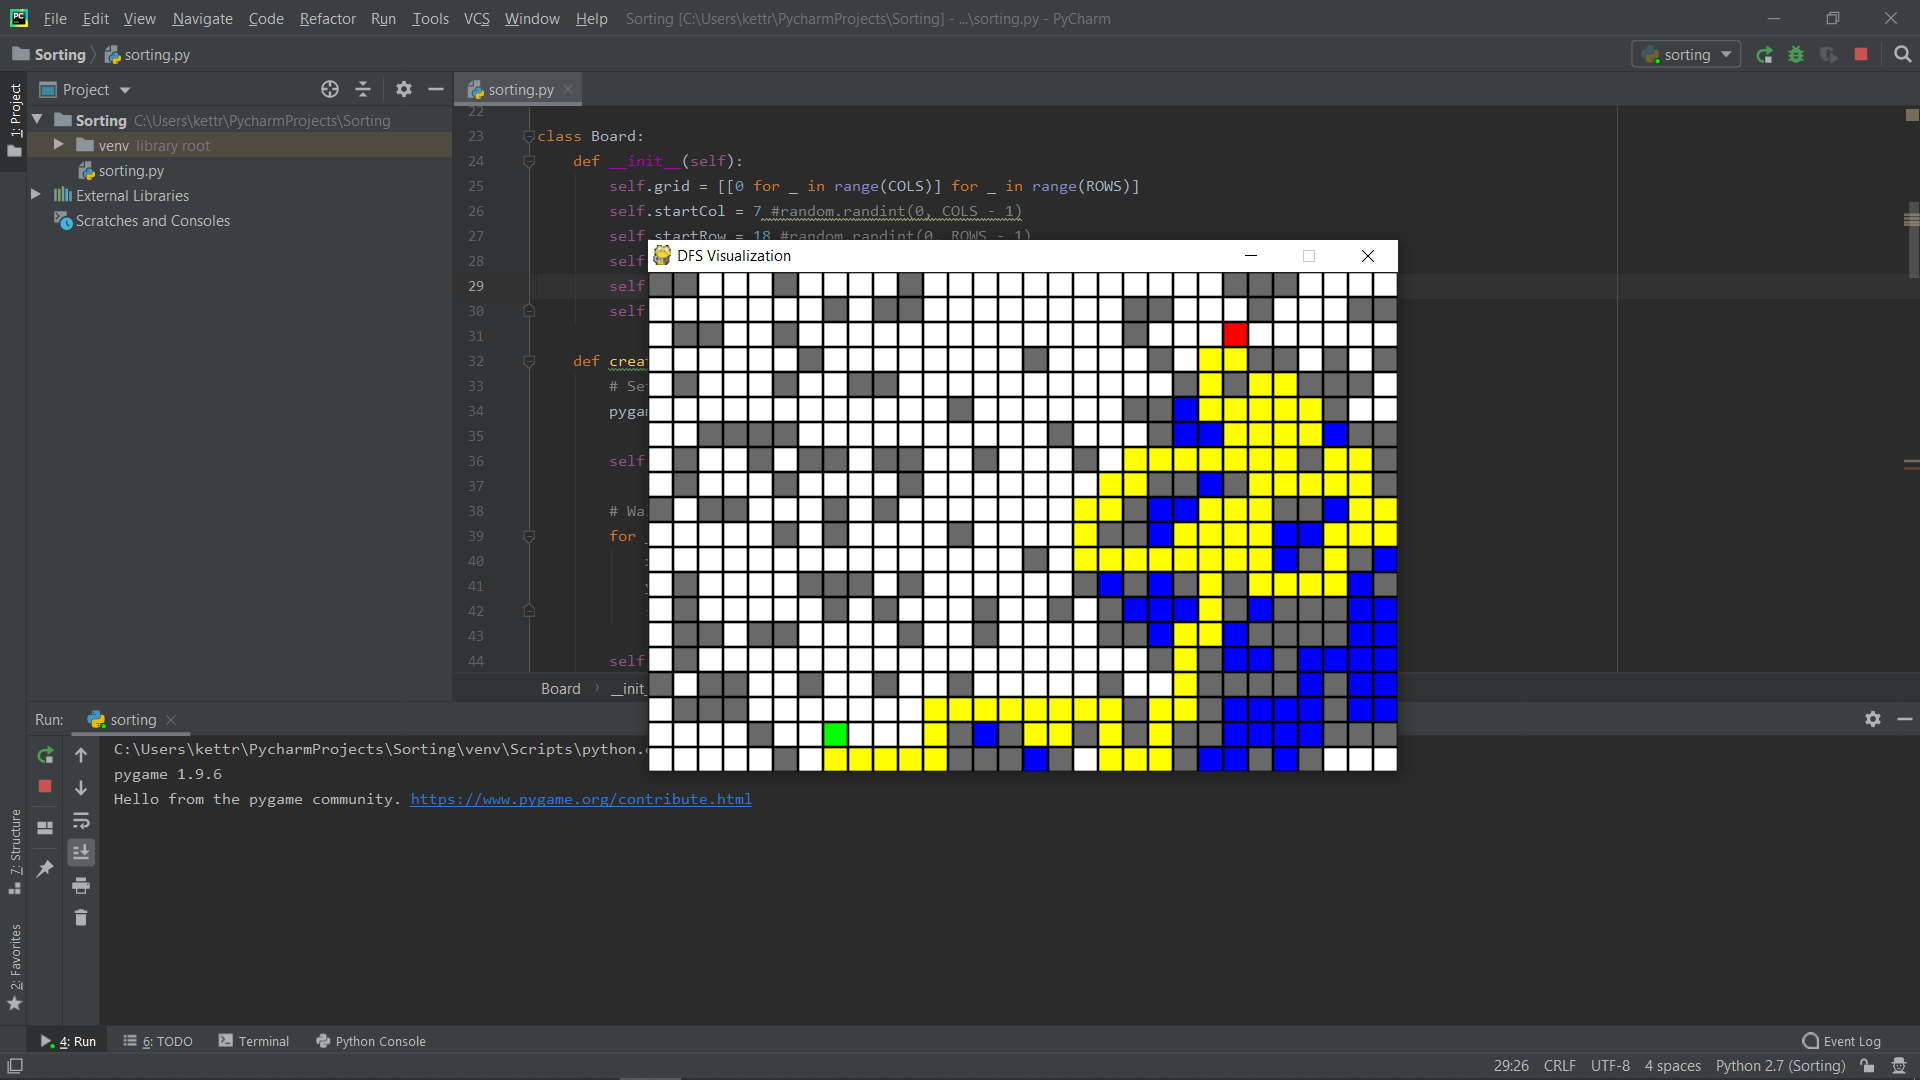 File Edit View Navigate Code Refactor Run Tools VCS Window Help Sorting [C:\Users\kettr\PycharmProjects\Sorting] - ...\sorting.py - PyCharm
Sorting sorting.py sorting
1: Project
Project
sorting.py
Sorting C:\Users\kettr\PycharmProjects\Sorting
venv library root
sorting.py
External Libraries
Scratches and Consoles
22
23 class Board:
24 def __init__(self):
25 self.grid = [[0 for _ in range(COLS)] for _ in range(ROWS)]
26 self.startCol = 7 #random.randint(0, COLS - 1)
27 self.startRow = 18 #random.randint(0, ROWS - 1)
28 self
29 self
30 self
31
32 def
33 #
34
35
36 self
37
38 #
39 for
40
41
42
43
44 self
DFS Visualization
Board
Run: sorting
C:\Users\kettr\PycharmProjects\Sorting\venv\Scripts\python.
pygame 1.9.6
Hello from the pygame community. https://www.pygame.org/contribute.html
7: Structure
2: Favorites
4: Run 6: TODO Terminal Python Console Event Log
29:26 CRLF UTF-8 4 spaces Python 2.7 (Sorting)